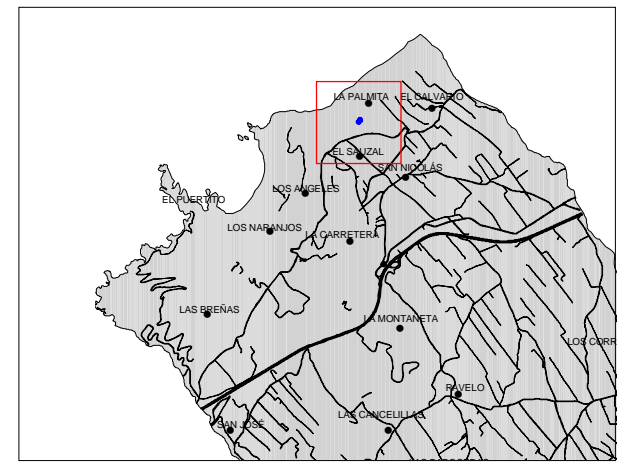 LA PALMITA
EL CALVARIO
EL SAUZAL
SAN NICOLÁS
LOS ANGELES
EL PUERTITO
LOS NARANJOS
LA CARRETERA
LAS BREÑAS
LA MONTAÑETA
LOS CORR
RAVELO
LAS CANCELILLAS
SAN JOSÉ